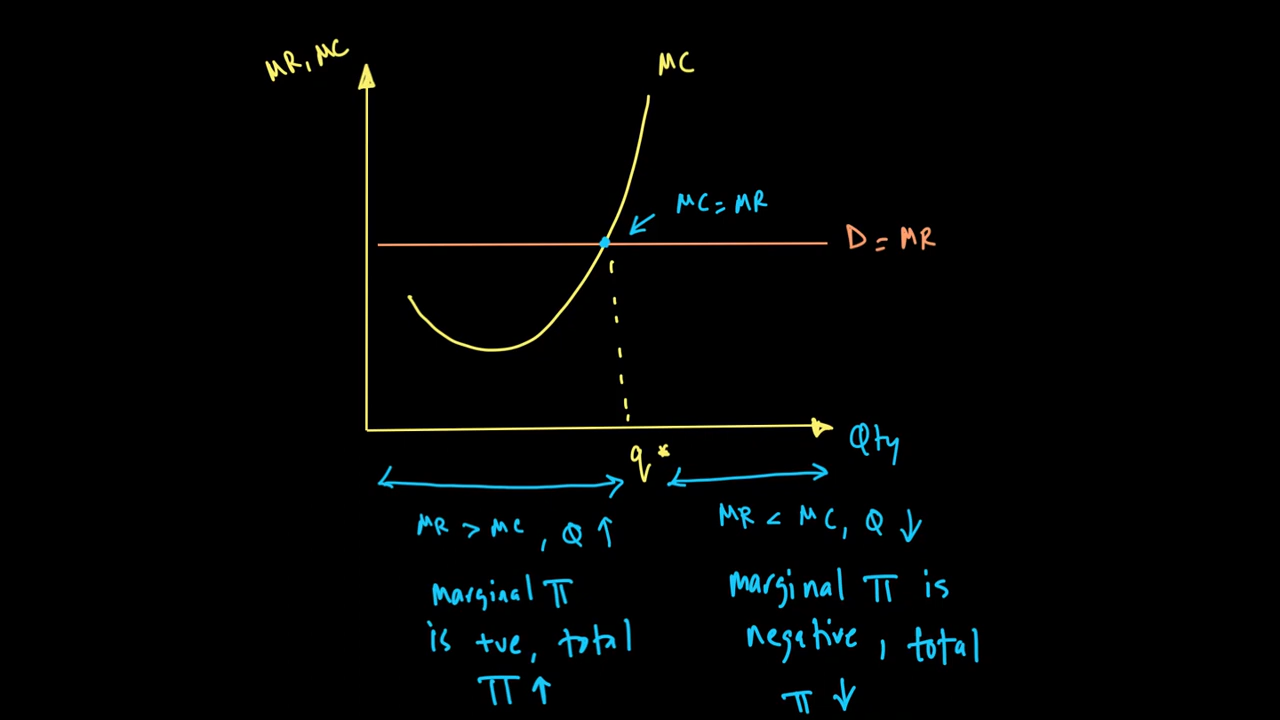 MR, MC
MC
MC = MR
D = MR
Qty
q*
MR > MC, Q ↑
marginal π
is +ve, total
π ↑
MR < MC, Q ↓
marginal π is
negative, total
π ↓